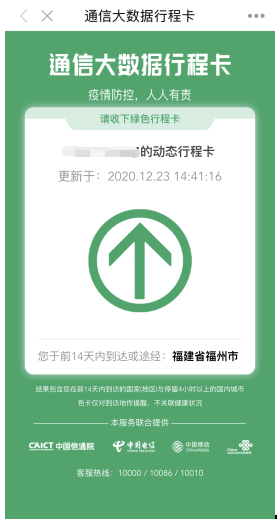 通信大数据行程卡
通信大数据行程卡
疫情防控，人人有责
请收下绿色行程卡
的动态行程卡
更新于：2020.12.23 14:41:16
您于前14天内到达或途经：福建省福州市
结果包含您在前14天内到访的国家(地区)与停留4小时以上的国内城市
色卡仅对到访地作提醒，不关联健康状况
本服务联合提供
CAICT 中国信通院 中国电信 CHINA TELECOM 中国移动 China Mobile China unicom中国联通
客服热线：10000 / 10086 / 10010